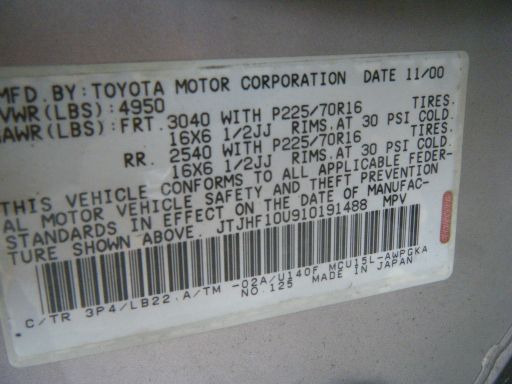 MFD. BY: TOYOTA MOTOR CORPORATION DATE 11/00
VWR(LBS): 4950
AWR(LBS): FRT. 3040 WITH P225/70R16 TIRES.
16X6 1/2JJ RIMS. AT 30 PSI COLD.
RR. 2540 WITH P225/70R16 TIRES.
16X6 1/2JJ RIMS. AT 30 PSI COLD.
THIS VEHICLE CONFORMS TO ALL APPLICABLE FEDER-
AL MOTOR VEHICLE SAFETY AND THEFT PREVENTION
STANDARDS IN EFFECT ON THE DATE OF MANUFAC-
TURE SHOWN ABOVE. JTJHF10U910191488 MPV
C/TR 3P4/LB22. A/TM -02A/U140F MCU15L-AWPGKA
NO. 125 MADE IN JAPAN